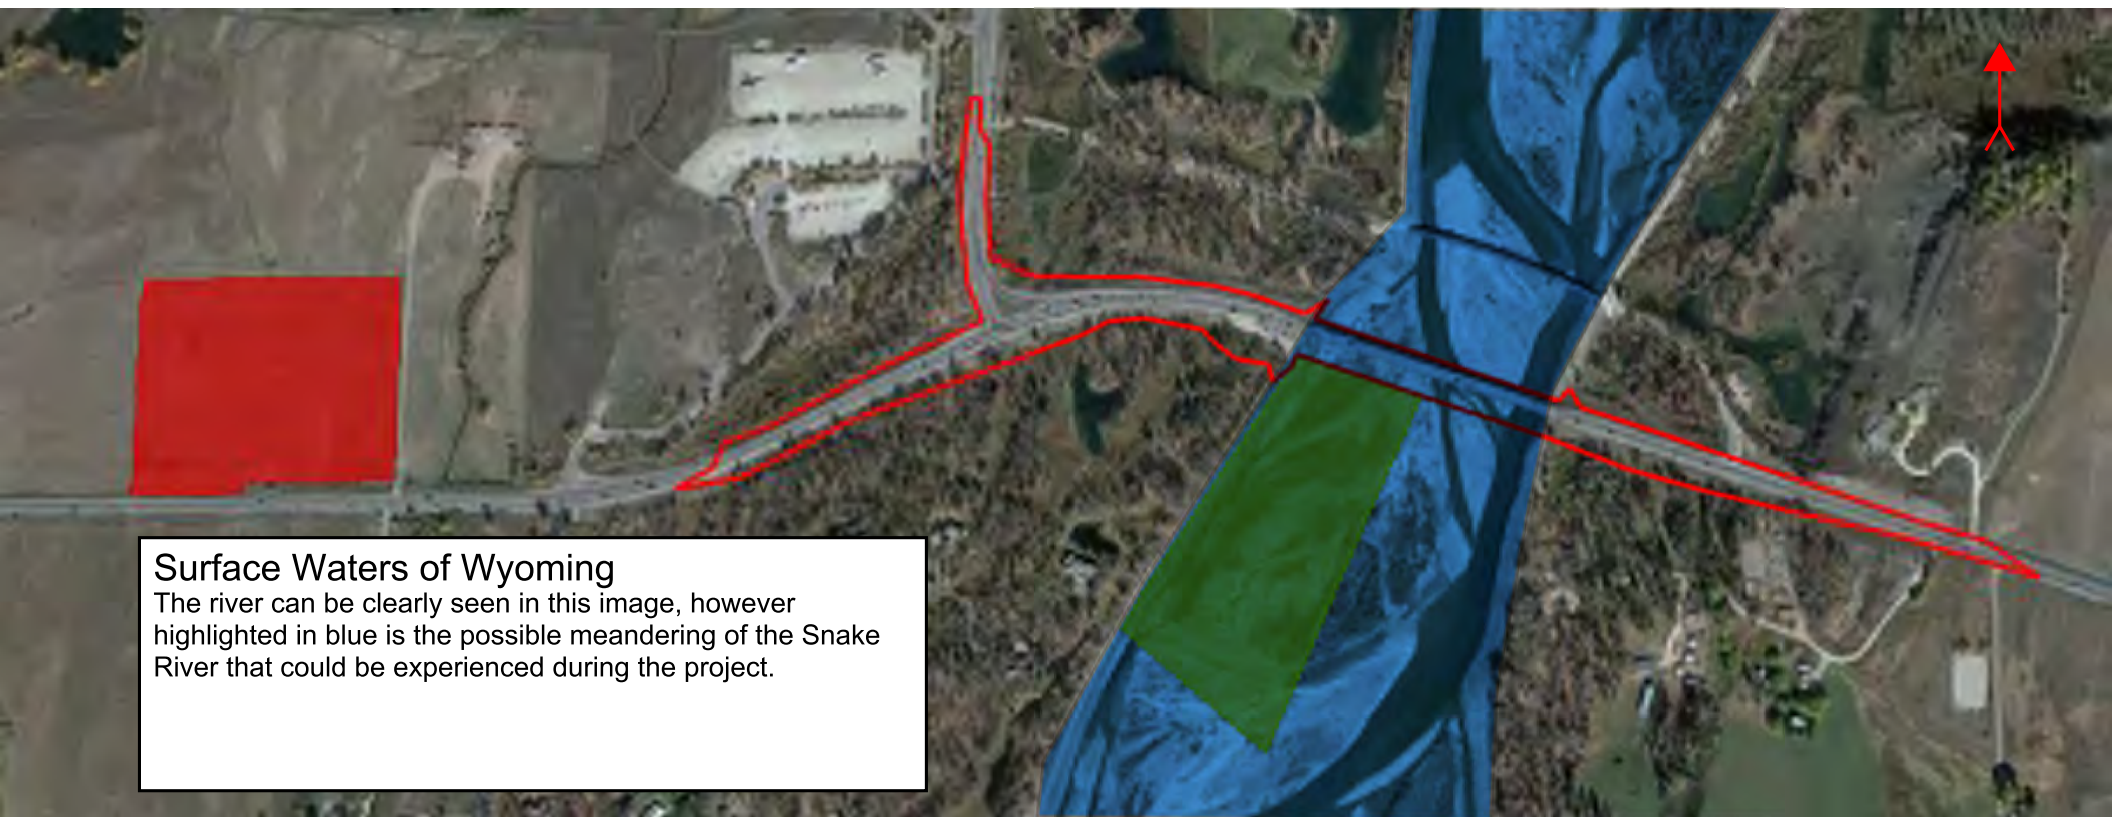 Surface Waters of Wyoming
The river can be clearly seen in this image, however
highlighted in blue is the possible meandering of the Snake
River that could be experienced during the project.